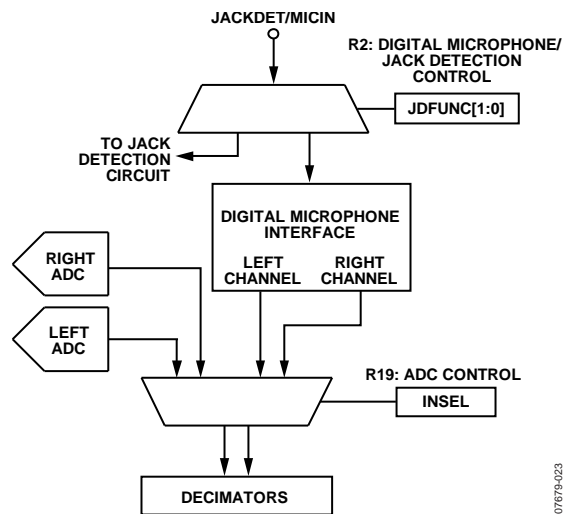 JACKDET/MICIN
R2: DIGITAL MICROPHONE/
JACK DETECTION
CONTROL
JDFUNC[1:0]
TO JACK
DETECTION
CIRCUIT
DIGITAL MICROPHONE
INTERFACE
LEFT
CHANNEL
RIGHT
CHANNEL
RIGHT
ADC
LEFT
ADC
R19: ADC CONTROL
INSEL
DECIMATORS
07679-023